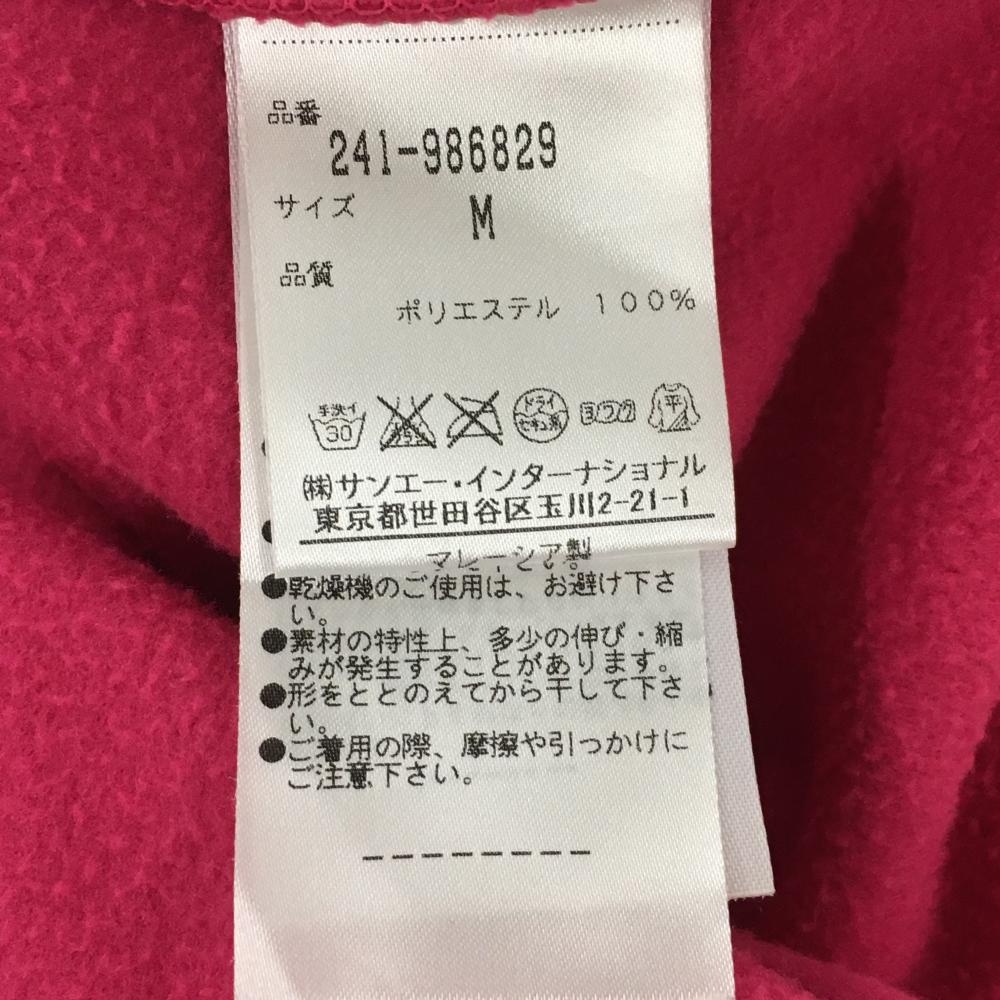 品番
241-986829
サイズ M
品質
ポリエステル 100%
手洗イ 30 ドライ セキユ系 ヨワク 平
㈱サンエー・インターナショナル
東京都世田谷区玉川2-21-1
マレーシア製
●乾燥機のご使用は、お避け下さ
い。
●素材の特性上、多少の伸び・縮
みが発生することがあります。
●形をととのえてから干して下さ
い。
●ご着用の際、摩擦や引っかけに
ご注意下さい。